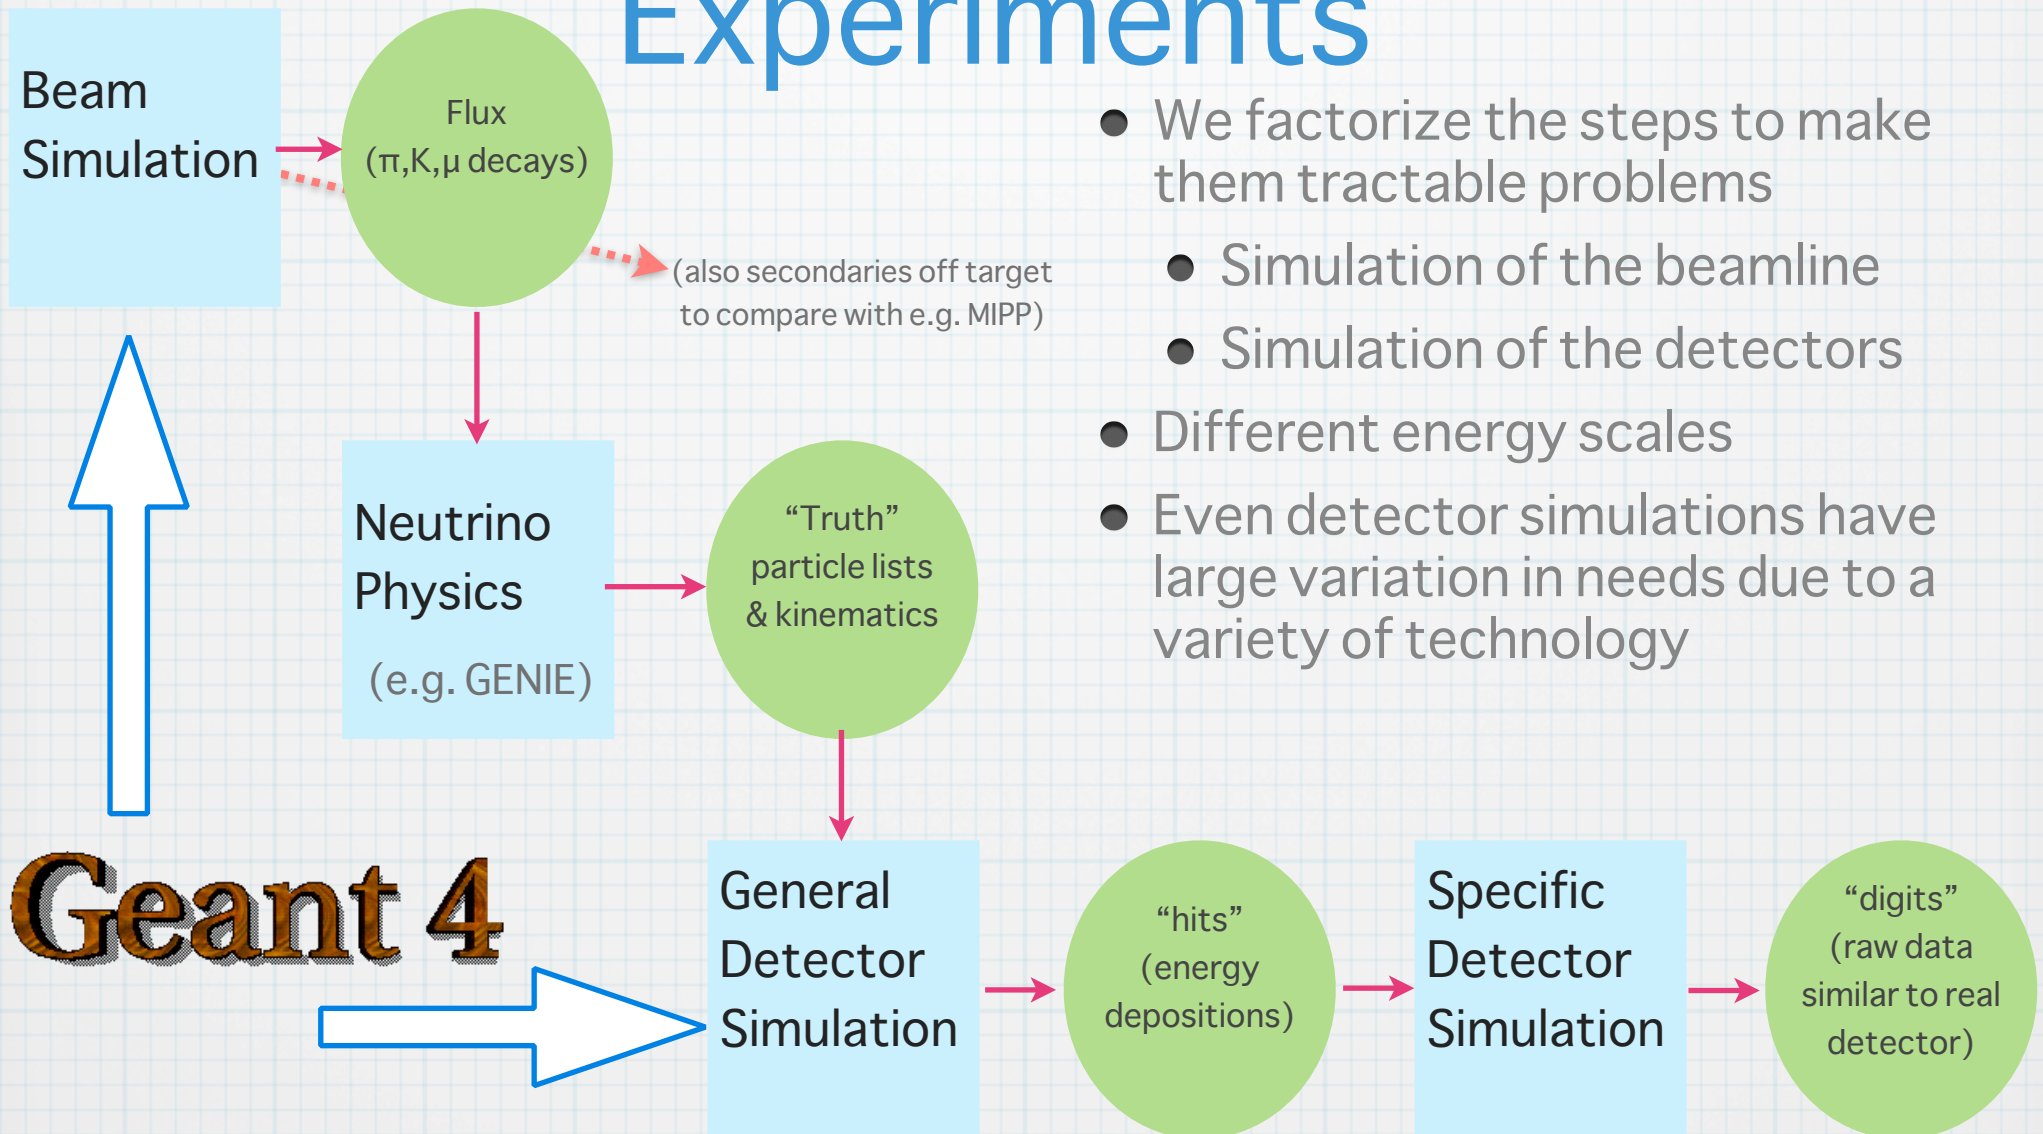 Experiments
Beam
Simulation
Flux
(π,K,μ decays)
(also secondaries off target
to compare with e.g. MIPP)
• We factorize the steps to make
them tractable problems
• Simulation of the beamline
• Simulation of the detectors
• Different energy scales
• Even detector simulations have
large variation in needs due to a
variety of technology
Neutrino
Physics
(e.g. GENIE)
“Truth”
particle lists
& kinematics
Geant 4
General
Detector
Simulation
“hits”
(energy
depositions)
Specific
Detector
Simulation
“digits”
(raw data
similar to real
detector)